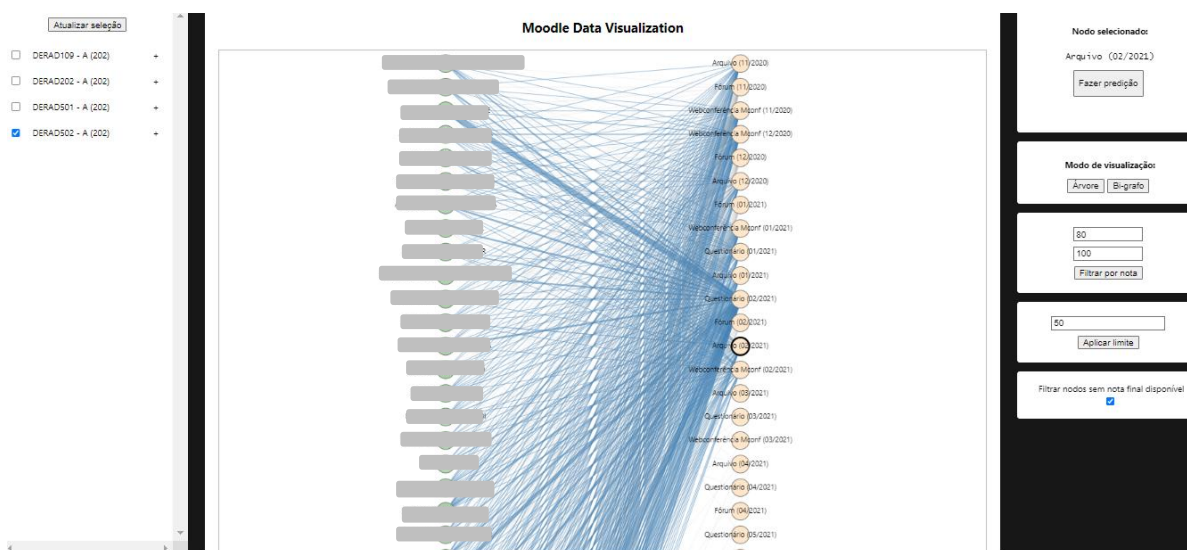 Atualizar seleção
DERAD109 - A (202) +
DERAD202 - A (202) +
DERAD501 - A (202) +
DERAD502 - A (202) +
Moodle Data Visualization
Arquivo (11/2020)
Fórum (11/2020)
Webconferência Mconf (11/2020)
Webconferência Mconf (12/2020)
Fórum (12/2020)
Arquivo (12/2020)
Fórum (01/2021)
Webconferência Mconf (01/2021)
Questionário (01/2021)
Arquivo (01/2021)
Questionário (02/2021)
Fórum (02/2021)
Arquivo (02/2021)
Webconferência Mconf (02/2021)
Arquivo (03/2021)
Questionário (03/2021)
Webconferência Mconf (03/2021)
Arquivo (04/2021)
Questionário (04/2021)
Fórum (04/2021)
Questionário (05/2021)
Nodo selecionado:
Arquivo (02/2021)
Fazer predição
Modo de visualização:
Árvore Bi-grafo
80
100
Filtrar por nota
50
Aplicar limite
Filtrar nodos sem nota final disponível